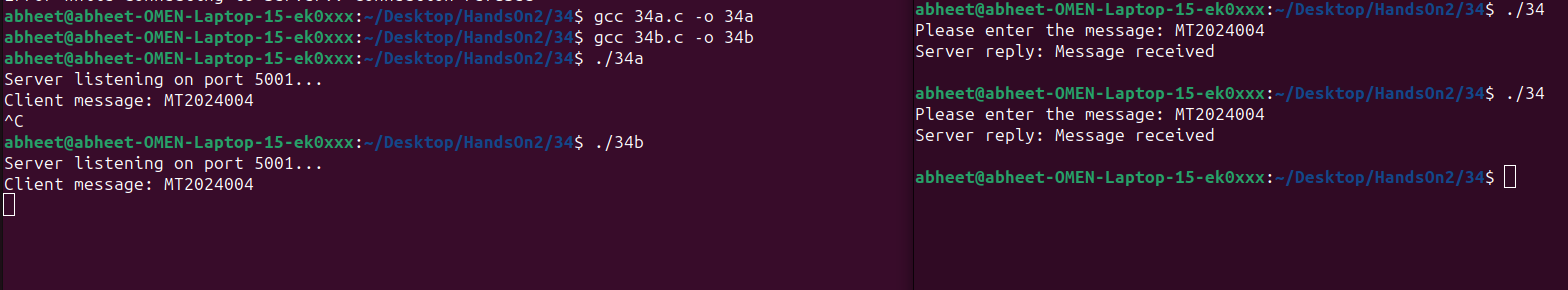 abheet@abheet-OMEN-Laptop-15-ek0xxx:~/Desktop/HandsOn2/34$ gcc 34a.c -o 34a
abheet@abheet-OMEN-Laptop-15-ek0xxx:~/Desktop/HandsOn2/34$ gcc 34b.c -o 34b
abheet@abheet-OMEN-Laptop-15-ek0xxx:~/Desktop/HandsOn2/34$ ./34a
Server listening on port 5001...
Client message: MT2024004
^C
abheet@abheet-OMEN-Laptop-15-ek0xxx:~/Desktop/HandsOn2/34$ ./34b
Server listening on port 5001...
Client message: MT2024004
abheet@abheet-OMEN-Laptop-15-ek0xxx:~/Desktop/HandsOn2/34$ ./34
Please enter the message: MT2024004
Server reply: Message received
abheet@abheet-OMEN-Laptop-15-ek0xxx:~/Desktop/HandsOn2/34$ ./34
Please enter the message: MT2024004
Server reply: Message received
abheet@abheet-OMEN-Laptop-15-ek0xxx:~/Desktop/HandsOn2/34$